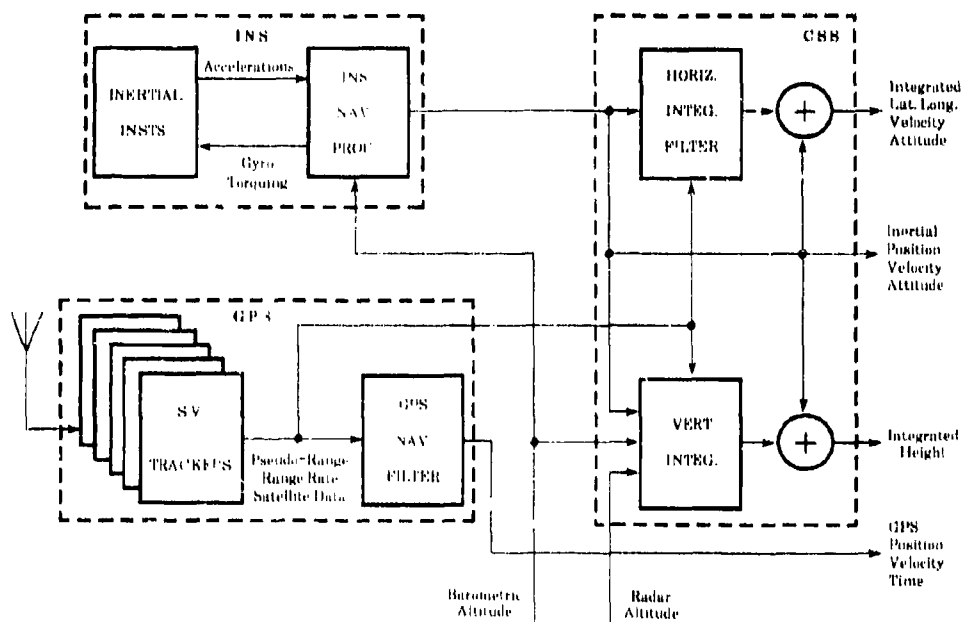 INS
CSS
INERTIAL
INSTS
Accelerations
Gyro
Torquing
INS
NAV
PROC
HORIZ.
INTEG.
FILTER
Integrated
Lat. Long.
Velocity
Attitude
Inertial
Position
Velocity
Attitude
GPS
SV
TRACKERS
Pseudo-Range
Range Rate
Satellite Data
GPS
NAV
FILTER
VERT
INTEG.
Integrated
Height
GPS
Position
Velocity
Time
Barometric
Altitude
Radar
Altitude